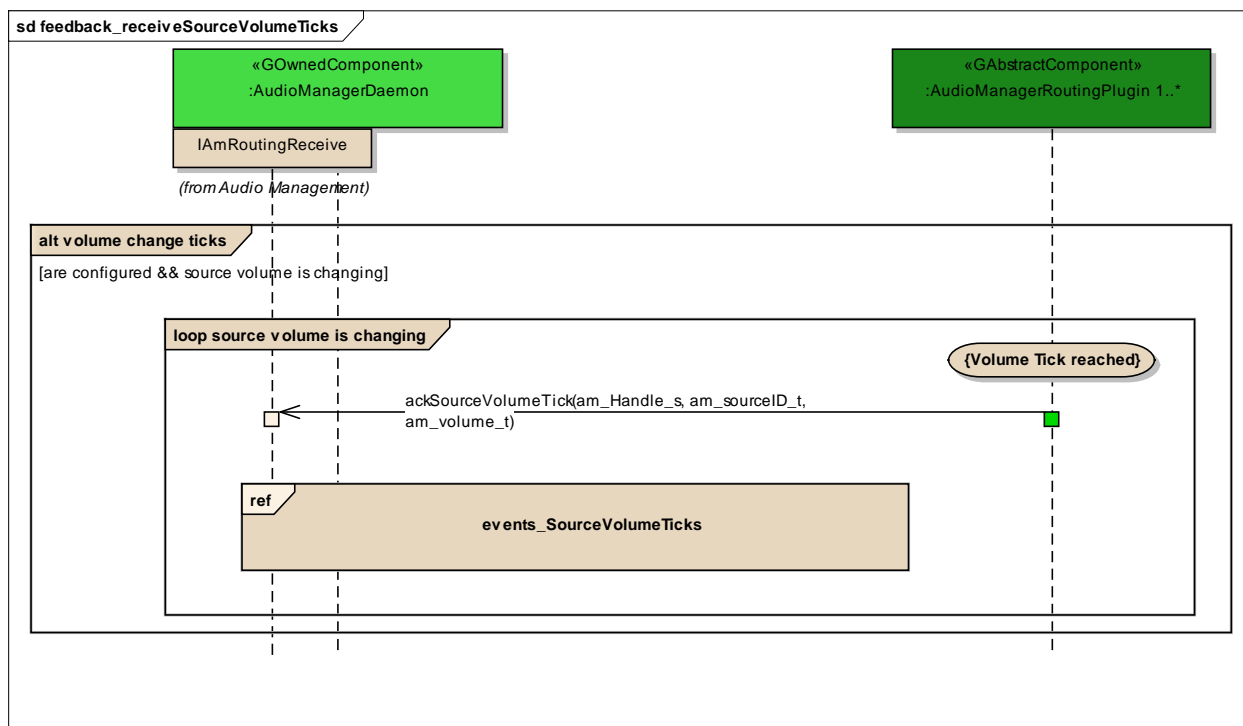 sd feedback_receiveSourceVolumeTicks
«GOwnedComponent»
:AudioManagerDaemon
«GAbstractComponent»
:AudioManagerRoutingPlugin 1..*
IAmRoutingReceive
(from Audio Management)
alt volume change ticks
[are configured && source volume is changing]
loop source volume is changing
{Volume Tick reached}
ackSourceVolumeTick(am_Handle_s, am_sourceID_t,
am_volume_t)
ref
events_SourceVolumeTicks